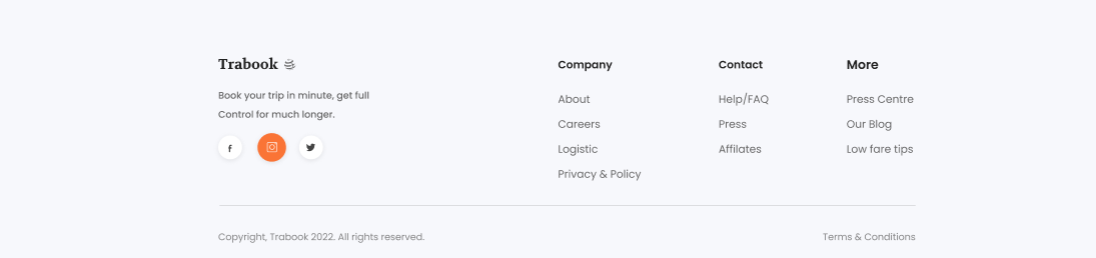 Trabook
Book your trip in minute, get full
Control for much longer.
Company
About
Careers
Logistic
Privacy & Policy
Contact
Help/FAQ
Press
Affilates
More
Press Centre
Our Blog
Low fare tips
Copyright, Trabook 2022. All rights reserved.
Terms & Conditions